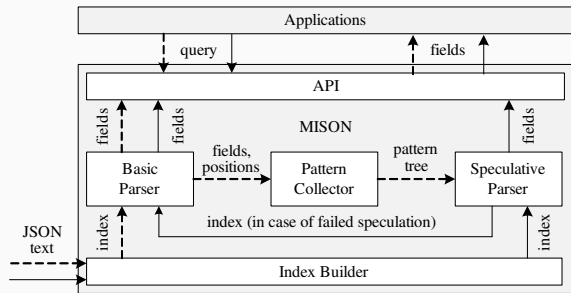 Applications
query
fields
API
MISON
fields
fields
fields
Basic
Parser
fields,
positions
Pattern
Collector
pattern
tree
Speculative
Parser
index (in case of failed speculation)
JSON
text
index
index
Index Builder